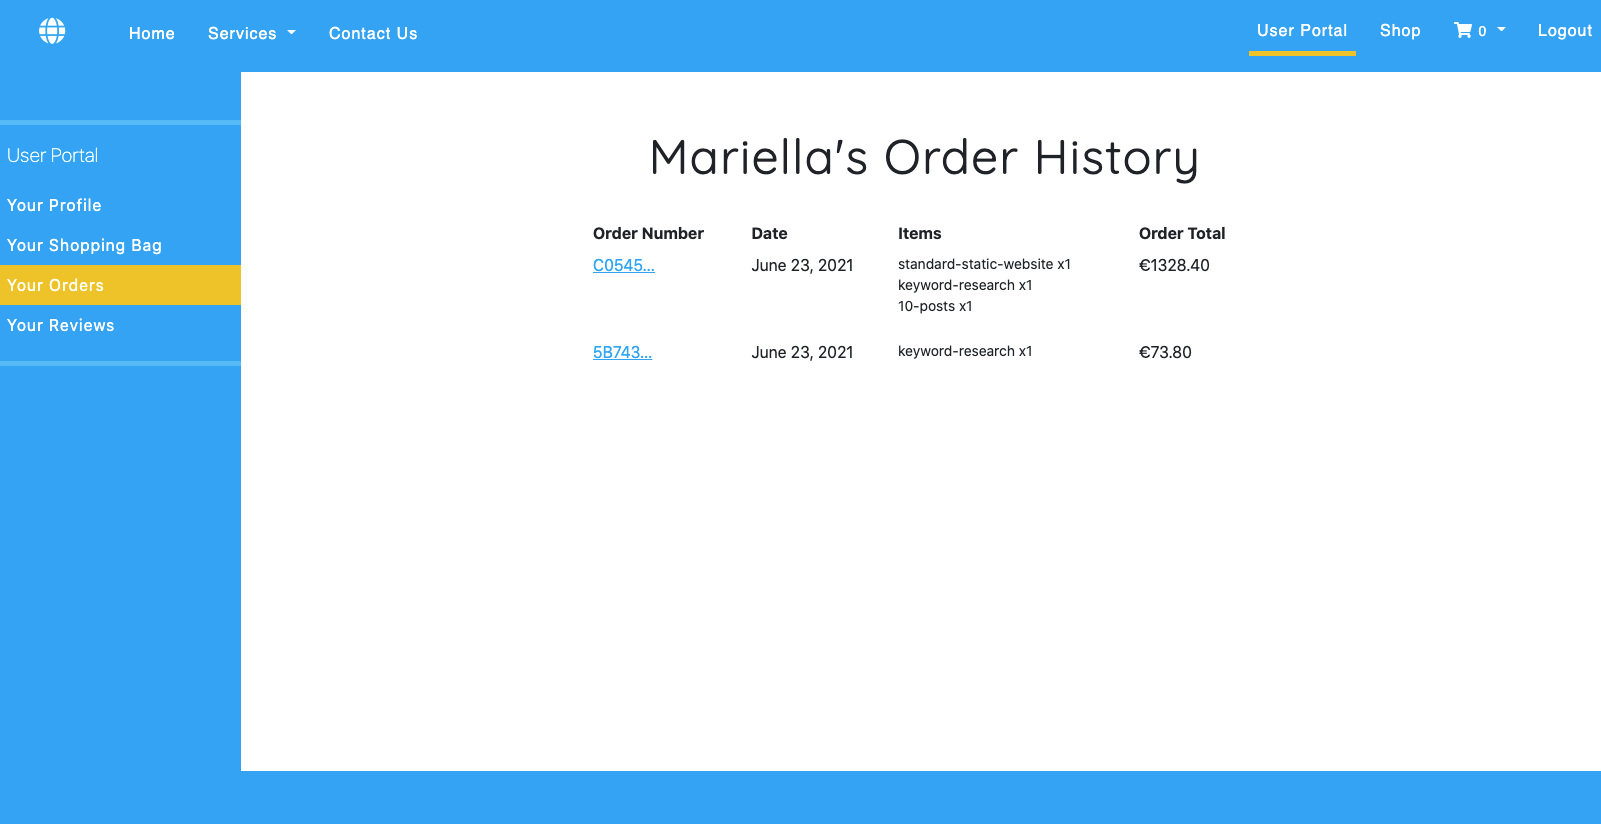 Home Services Contact Us User Portal Shop 0 Logout
User Portal
Your Profile
Your Shopping Bag
Your Orders
Your Reviews
Mariella's Order History
Order Number Date Items Order Total
C0545... June 23, 2021 standard-static-website x1 €1328.40
keyword-research x1
10-posts x1
5B743... June 23, 2021 keyword-research x1 €73.80